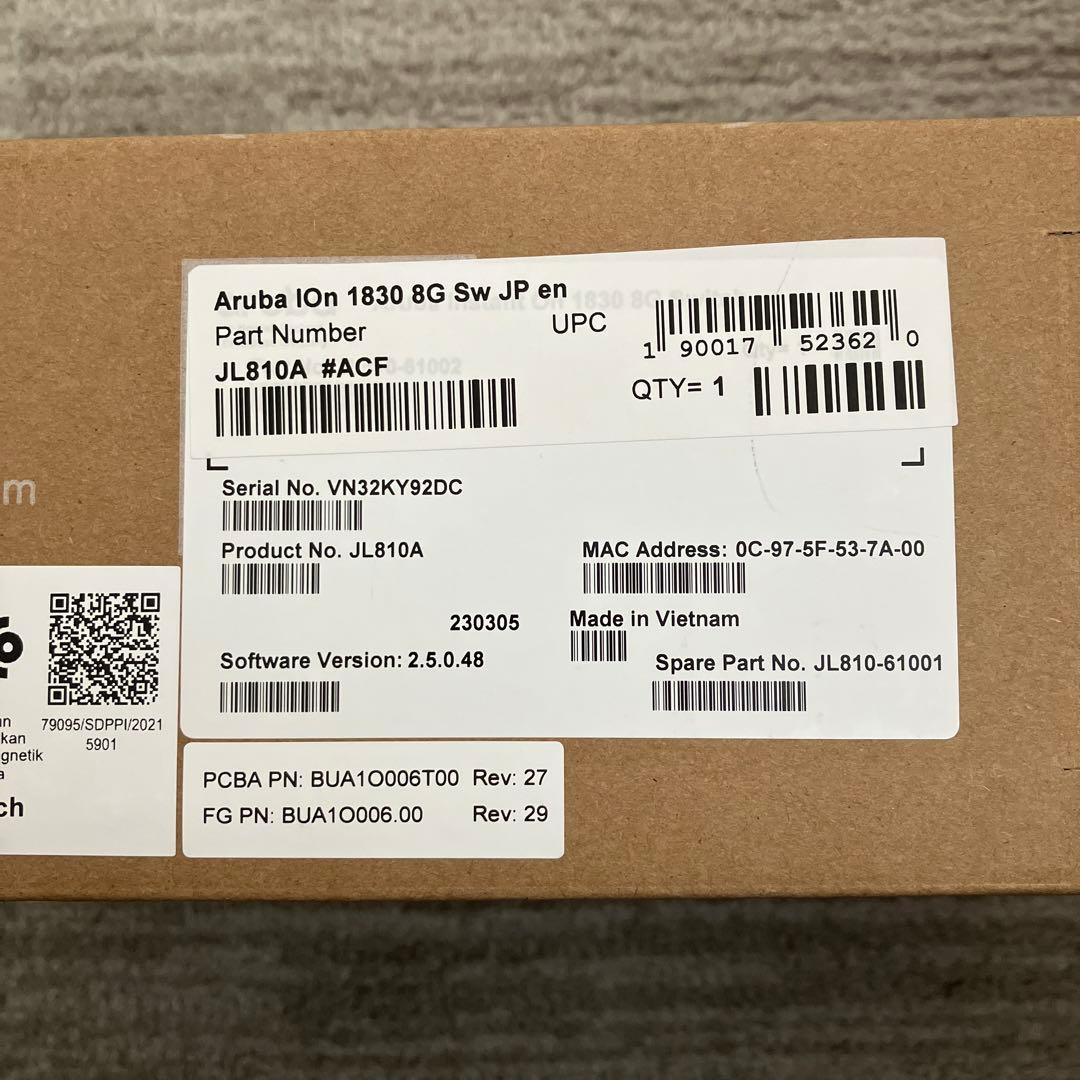 Aruba IOn 1830 8G Sw JP en
Part Number
JL810A #ACF
UPC
1 90017 52362 0
QTY= 1
Serial No. VN32KY92DC
Product No. JL810A
MAC Address: 0C-97-5F-53-7A-00
230305
Made in Vietnam
Software Version: 2.5.0.48
Spare Part No. JL810-61001
79095/SDPPI/2021
5901
PCBA PN: BUA1O006T00 Rev: 27
FG PN: BUA1O006.00 Rev: 29